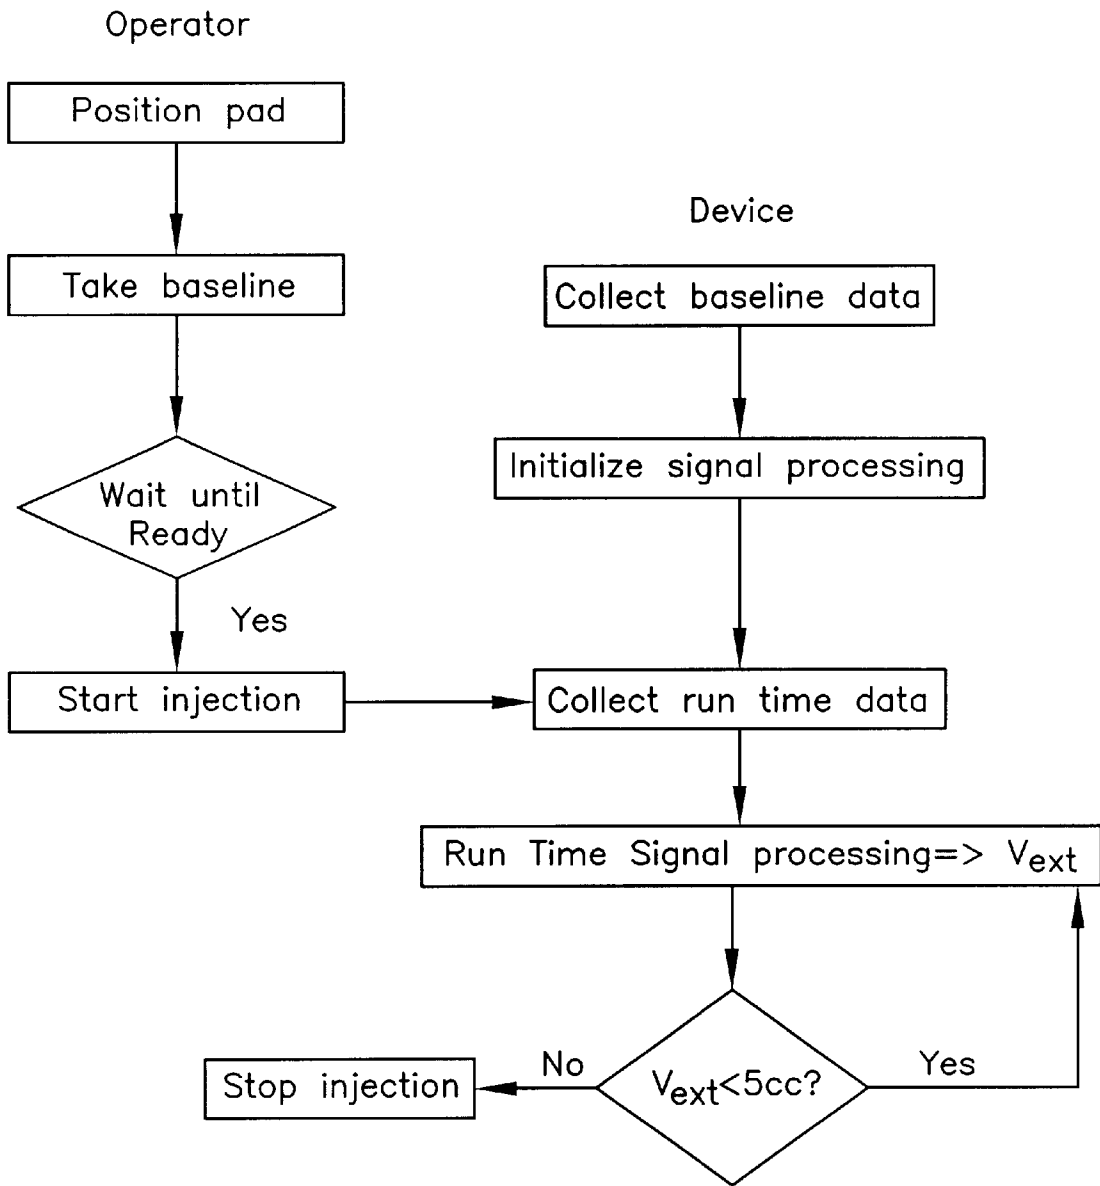 Operator
Position pad
Take baseline
Wait until
Ready
Yes
Start injection
Device
Collect baseline data
Initialize signal processing
Collect run time data
Run Time Signal processing=> Vext
Vext<5cc?
No
Yes
Stop injection